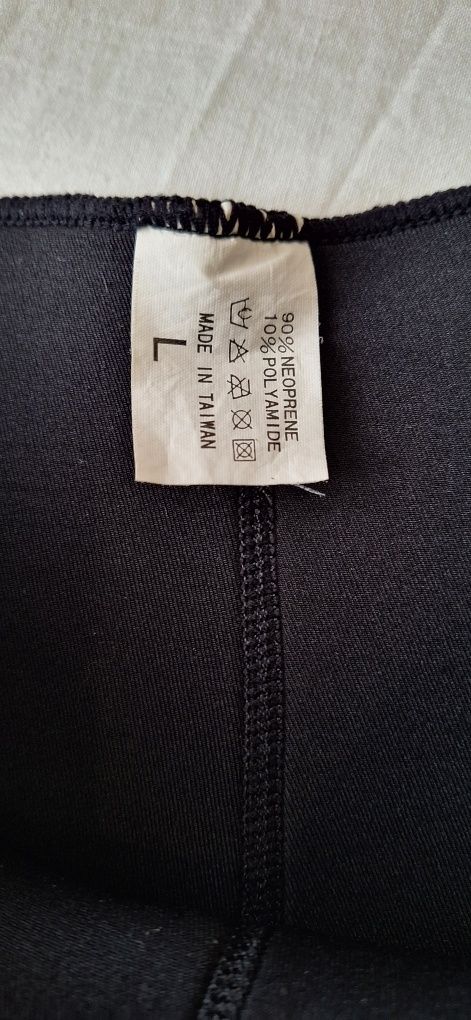 90% NEOPRENE
10% POLYAMIDE
MADE IN TAIWAN
L